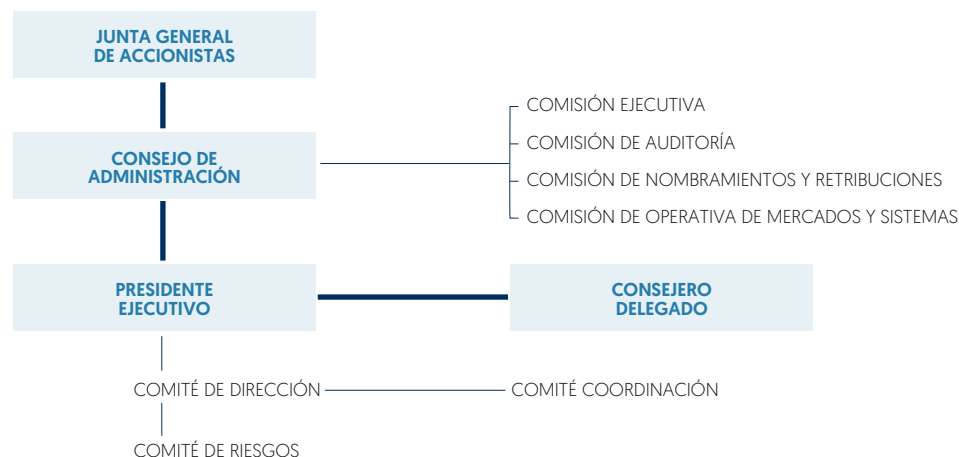 JUNTA GENERAL
DE ACCIONISTAS
COMISIÓN EJECUTIVA
COMISIÓN DE AUDITORÍA
CONSEJO DE
ADMINISTRACIÓN
COMISIÓN DE NOMBRAMIENTOS Y RETRIBUCIONES
COMISIÓN DE OPERATIVA DE MERCADOS Y SISTEMAS
PRESIDENTE
EJECUTIVO
CONSEJERO
DELEGADO
COMITÉ DE DIRECCIÓN
COMITÉ COORDINACIÓN
COMITÉ DE RIESGOS